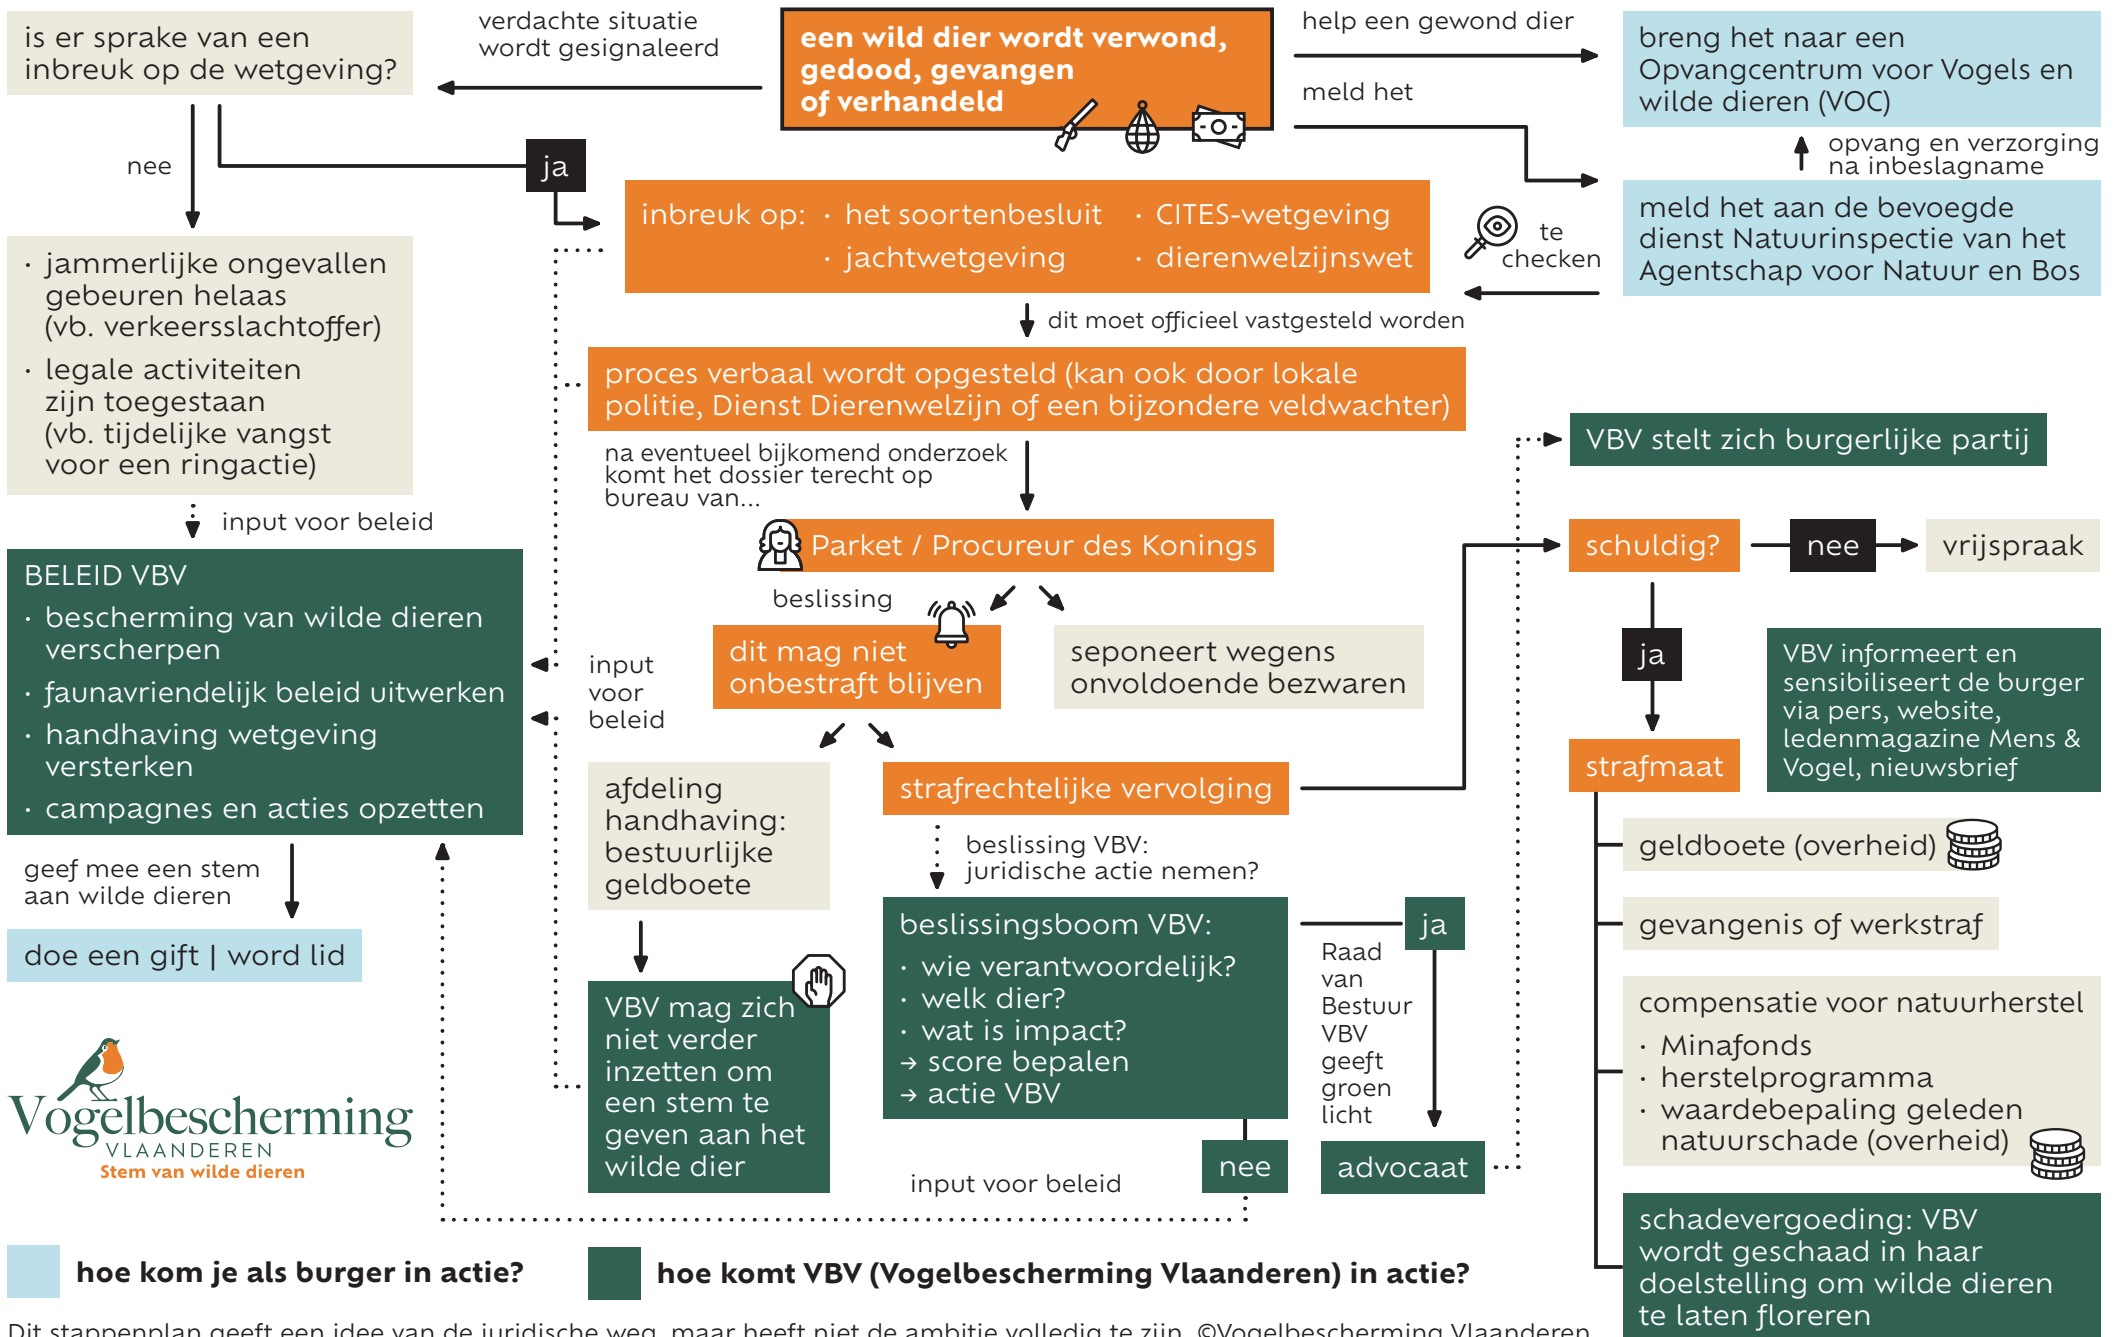 is er sprake van een
inbreuk op de wetgeving?
verdachte situatie
wordt gesignaleerd
een wild dier wordt verwond,
gedood, gevangen
of verhandeld
help een gewond dier
meld het
breng het naar een
Opvangcentrum voor Vogels en
wilde dieren (VOC)
opvang en verzorging
na inbeslagname
meld het aan de bevoegde
dienst Natuurinspectie van het
Agentschap voor Natuur en Bos
te
checken
nee
ja
inbreuk op:
· het soortenbesluit
· jachtwetgeving
· CITES-wetgeving
· dierenwelzijnswet
· jammerlijke ongevallen
gebeuren helaas
(vb. verkeersslachtoffer)
· legale activiteiten
zijn toegestaan
(vb. tijdelijke vangst
voor een ringactie)
dit moet officieel vastgesteld worden
proces verbaal wordt opgesteld (kan ook door lokale
politie, Dienst Dierenwelzijn of een bijzondere veldwachter)
na eventueel bijkomend onderzoek
komt het dossier terecht op
bureau van...
Parket / Procureur des Konings
beslissing
dit mag niet
onbestraft blijven
seponeert wegens
onvoldoende bezwaren
input voor beleid
BELEID VBV
· bescherming van wilde dieren
verscherpen
· faunavriendelijk beleid uitwerken
· handhaving wetgeving
versterken
· campagnes en acties opzetten
input
voor
beleid
geef mee een stem
aan wilde dieren
doe een gift | word lid
afdeling
handhaving:
bestuurlijke
geldboete
VBV mag zich
niet verder
inzetten om
een stem te
geven aan het
wilde dier
strafrechtelijke vervolging
beslissing VBV:
juridische actie nemen?
beslissingsboom VBV:
· wie verantwoordelijk?
· welk dier?
· wat is impact?
→ score bepalen
→ actie VBV
ja
Raad
van
Bestuur
VBV
geeft
groen
licht
nee
input voor beleid
advocaat
VBV stelt zich burgerlijke partij
schuldig?
nee
vrijspraak
ja
VBV informeert en
sensibiliseert de burger
via pers, website,
ledenmagazine Mens &
Vogel, nieuwsbrief
strafmaat
geldboete (overheid)
gevangenis of werkstraf
compensatie voor natuurherstel
· Minafonds
· herstelprogramma
· waardebepaling geleden
natuurschade (overheid)
schadevergoeding: VBV
wordt geschaad in haar
doelstelling om wilde dieren
te laten floreren
Vogelbescherming
VLAANDEREN
Stem van wilde dieren
hoe kom je als burger in actie?
hoe komt VBV (Vogelbescherming Vlaanderen) in actie?
Dit stappenplan geeft een idee van de juridische weg, maar heeft niet de ambitie volledig te zijn. ©Vogelbescherming Vlaanderen